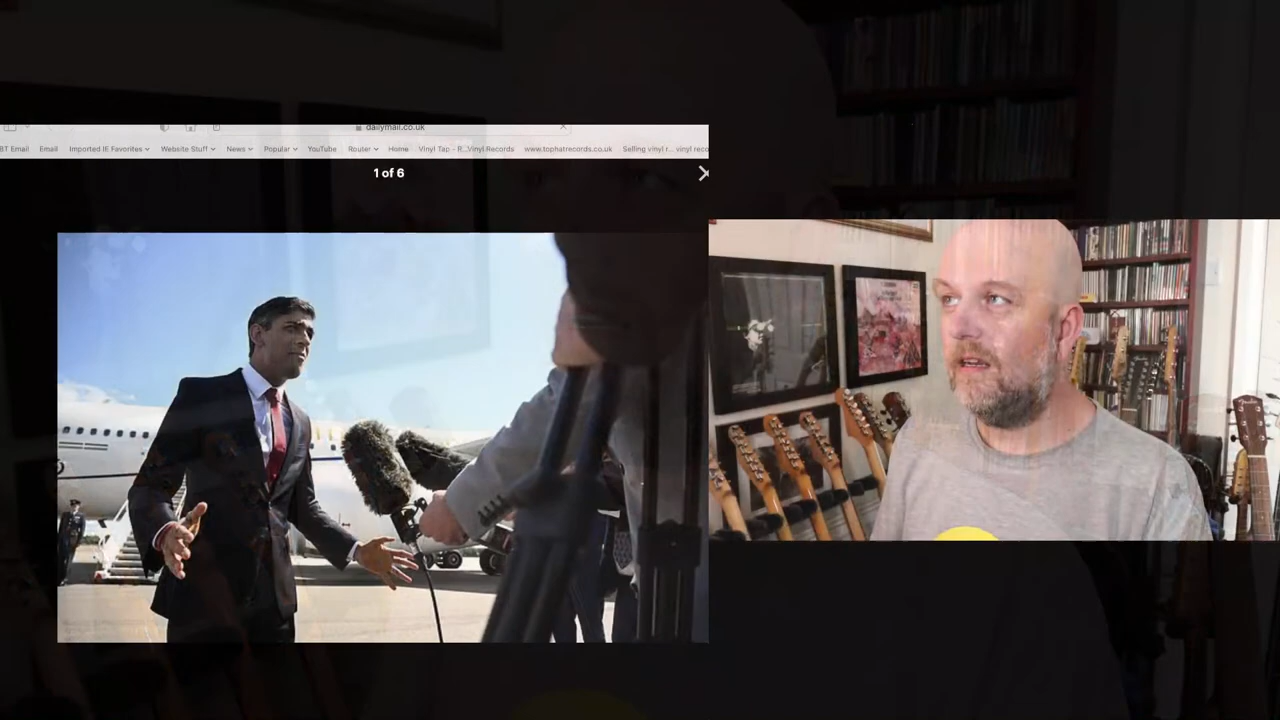 dailymail.co.uk
BT Email Email Imported IE Favorites Website Stuff News Popular YouTube Router Home Vinyl Tap - R...Vinyl Records www.tophatrecords.co.uk Selling vinyl r... vinyl reco
1 of 6